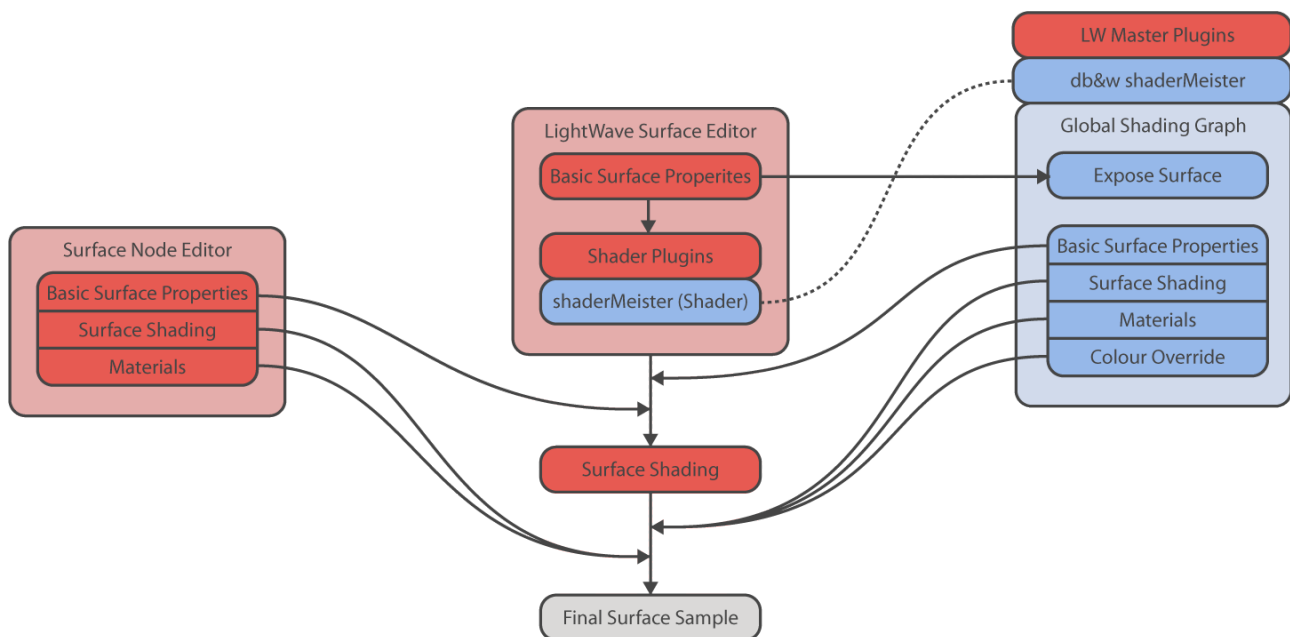 LW Master Plugins
db&w shaderMeister
Global Shading Graph
Expose Surface
Basic Surface Properties
Surface Shading
Materials
Colour Override
LightWave Surface Editor
Basic Surface Properites
Shader Plugins
shaderMeister (Shader)
Surface Node Editor
Basic Surface Properties
Surface Shading
Materials
Surface Shading
Final Surface Sample